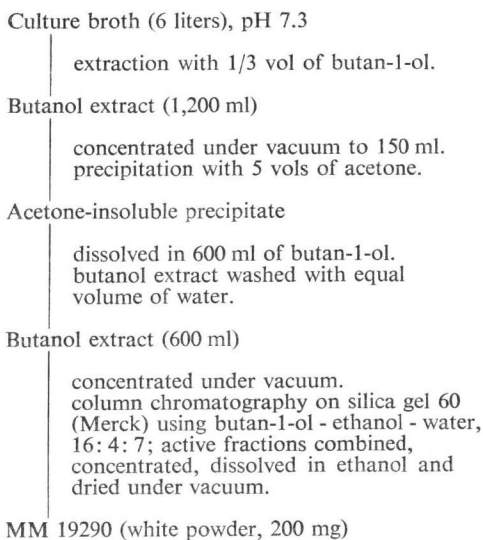 Culture broth (6 liters), pH 7.3
extraction with 1/3 vol of butan-1-ol.
Butanol extract (1,200 ml)
concentrated under vacuum to 150 ml.
precipitation with 5 vols of acetone.
Acetone-insoluble precipitate
dissolved in 600 ml of butan-1-ol.
butanol extract washed with equal
volume of water.
Butanol extract (600 ml)
concentrated under vacuum.
column chromatography on silica gel 60
(Merck) using butan-1-ol - ethanol - water,
16: 4: 7; active fractions combined,
concentrated, dissolved in ethanol and
dried under vacuum.
MM 19290 (white powder, 200 mg)